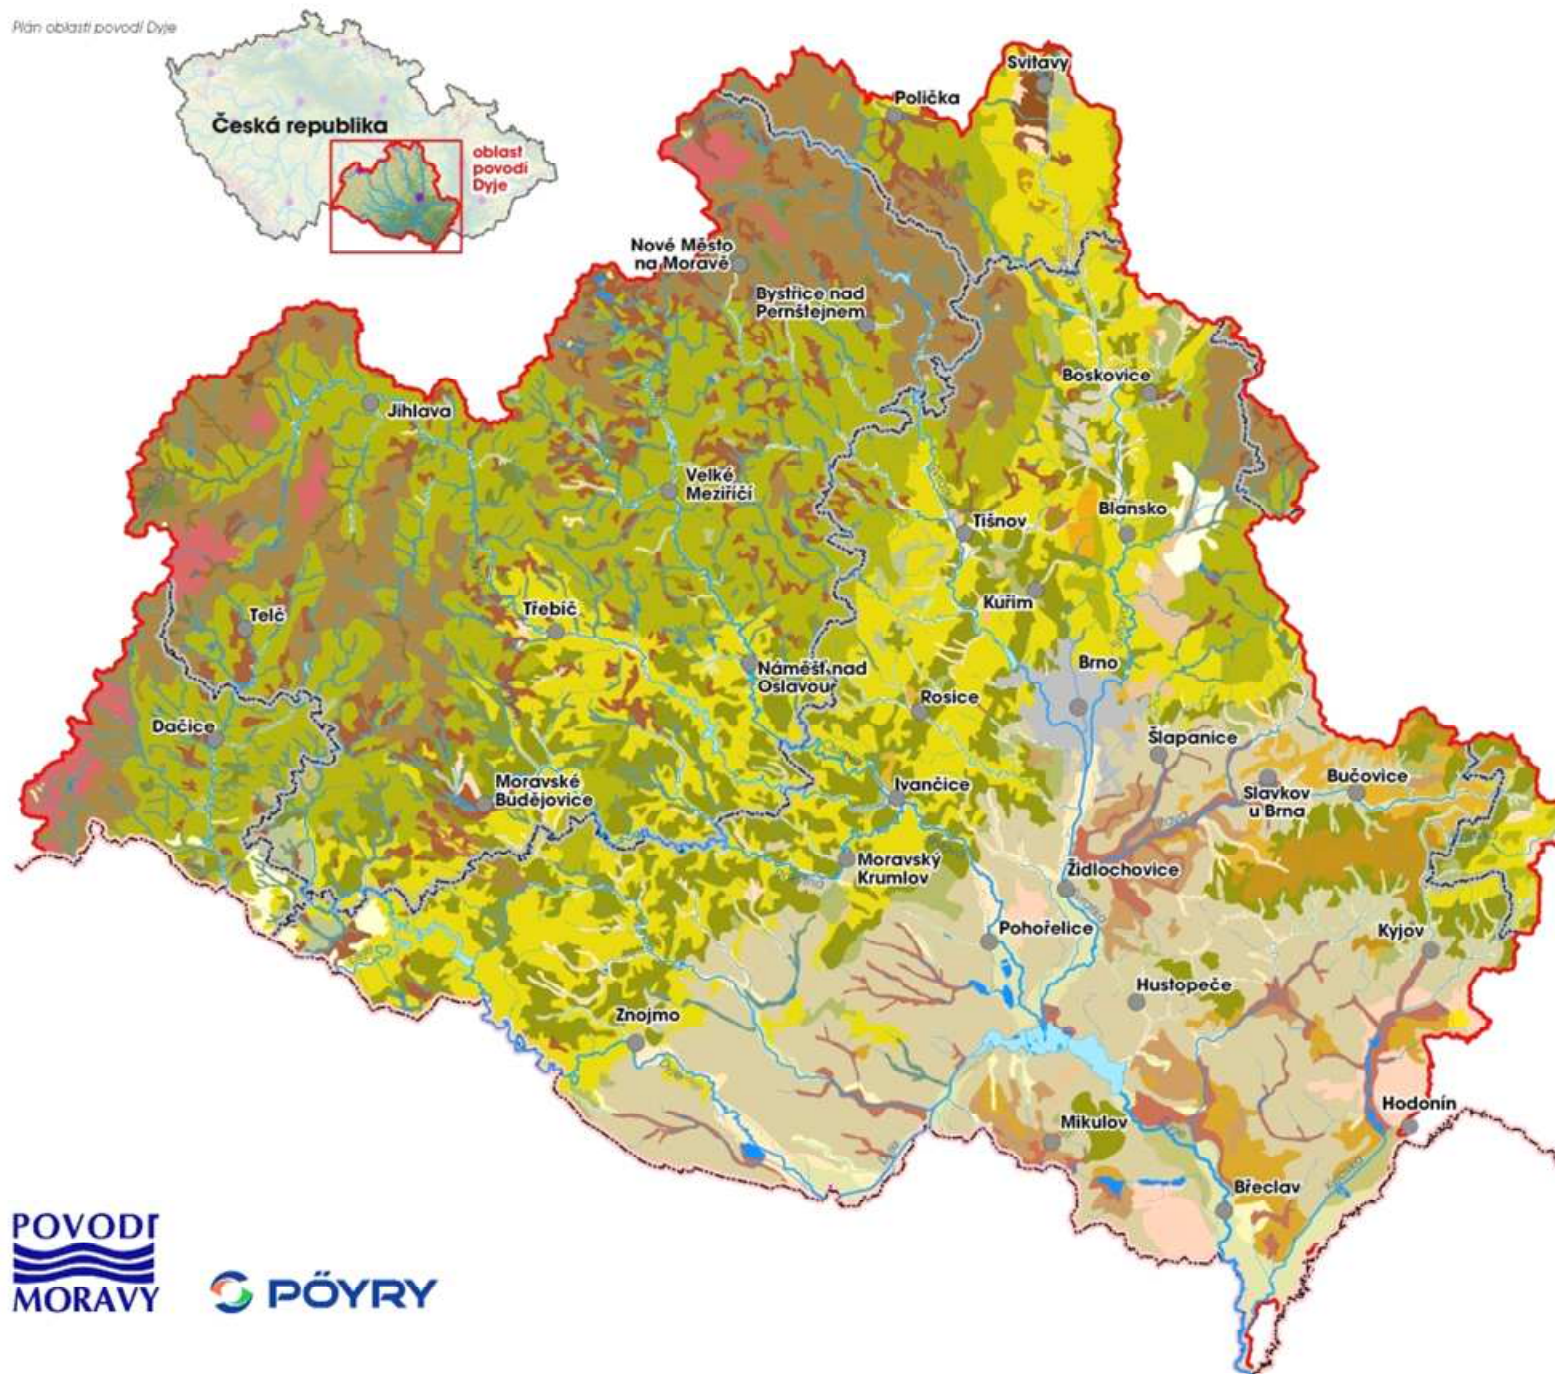 Plán oblasti povodí Dyje
Česká republika
oblast
povodí
Dyje
Svitavy
Polička
Nové Město
na Moravě
Bystřice nad
Pernštejnem
Boskovice
Jihlava
Velké
Meziříčí
Tišnov
Blansko
Kuřim
Telč
Třebíč
Náměšť nad
Oslavou
Brno
Rosice
Dačice
Šlapanice
Moravské
Budějovice
Ivančice
Slavkov
u Brna
Bučovice
Moravský
Krumlov
Židlochovice
Pohořelice
Kyjov
Hustopeče
Znojmo
Mikulov
Hodonín
Břeclav
Kyjovka
POVODÍ
MORAVY
PÖYRY